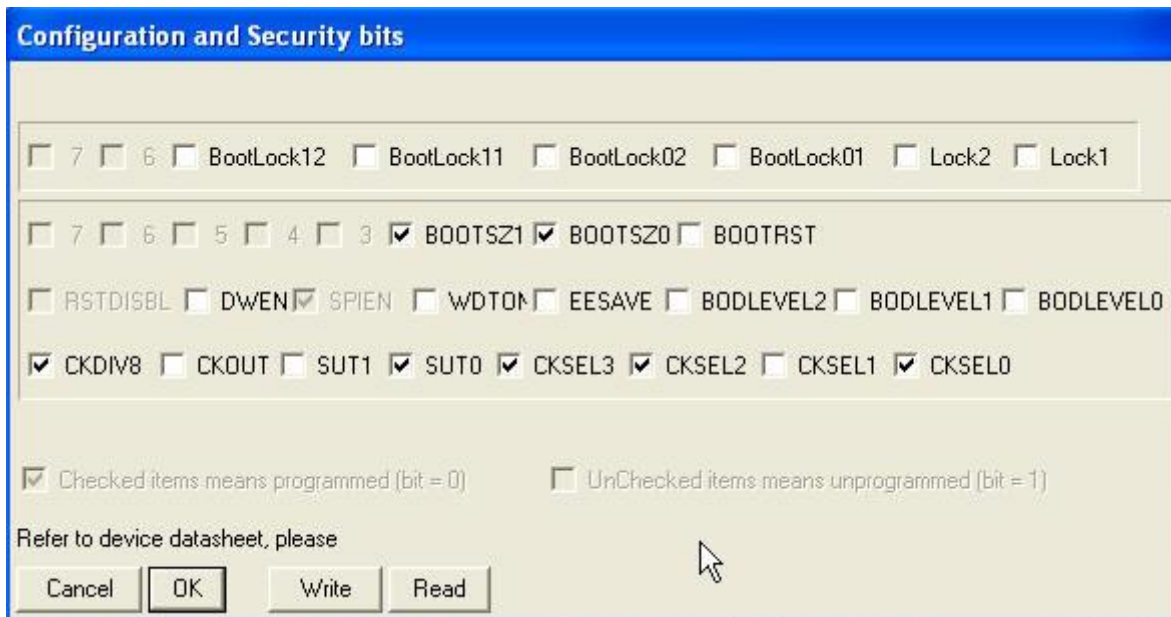 Configuration and Security bits
7 6 BootLock12 BootLock11 BootLock02 BootLock01 Lock2 Lock1
7 6 5 4 3 BOOTSZ1 BOOTSZ0 BOOTRST
RSTDISBL DWEN SPIEN WDTON EESAVE BODLEVEL2 BODLEVEL1 BODLEVEL0
CKDIV8 CKOUT SUT1 SUT0 CKSEL3 CKSEL2 CKSEL1 CKSEL0
Checked items means programmed (bit = 0) UnChecked items means unprogrammed (bit = 1)
Refer to device datasheet, please
Cancel OK Write Read